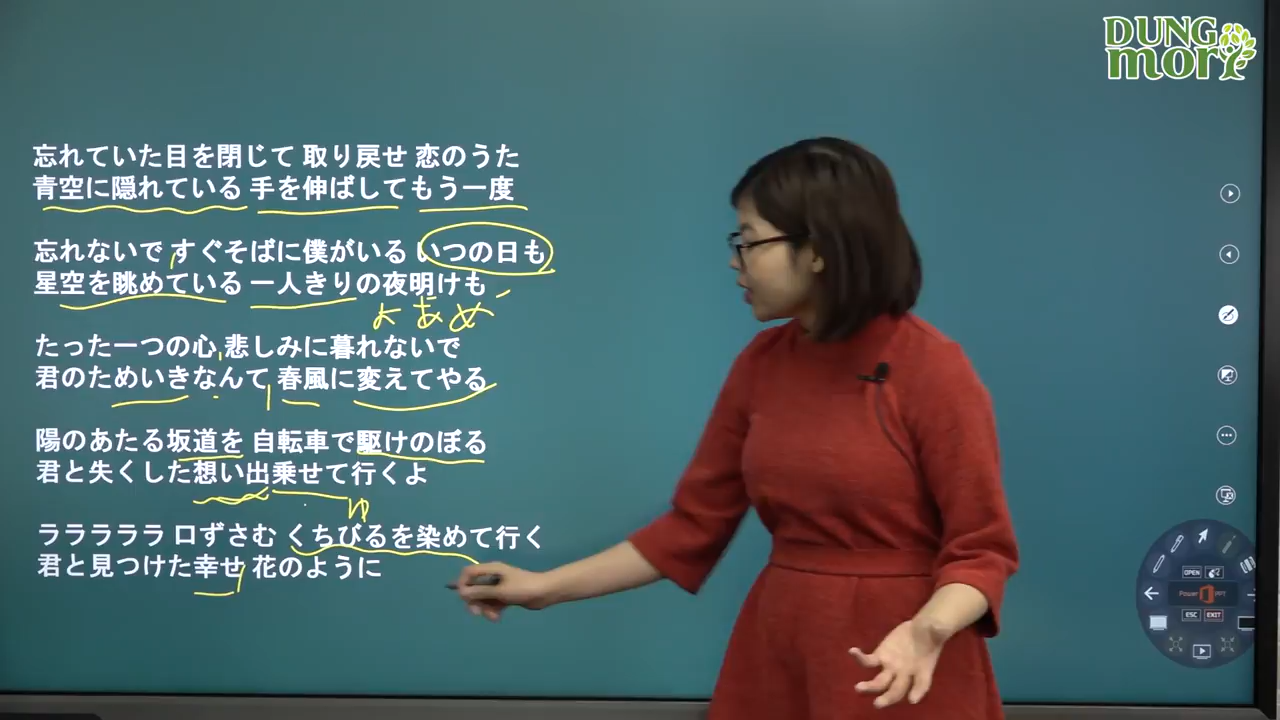 DUNG
mori
忘れていた目を閉じて 取り戻せ 恋のうた
青空に隠れている 手を伸ばしてもう一度
忘れないで すぐそばに僕がいる いつの日も
星空を眺めている 一人きりの夜明けも
よあめ
たった一つの心 悲しみに暮れないで
君のためいきなんて 春風に変えてやる
陽のあたる坂道を 自転車で駆けのぼる
君と失くした想い出乗せて行くよ
ゆ
ラララララ 口ずさむ くちびるを染めて行く
君と見つけた幸せ 花のように
OPEN
PowerPPT
ESC EXIT